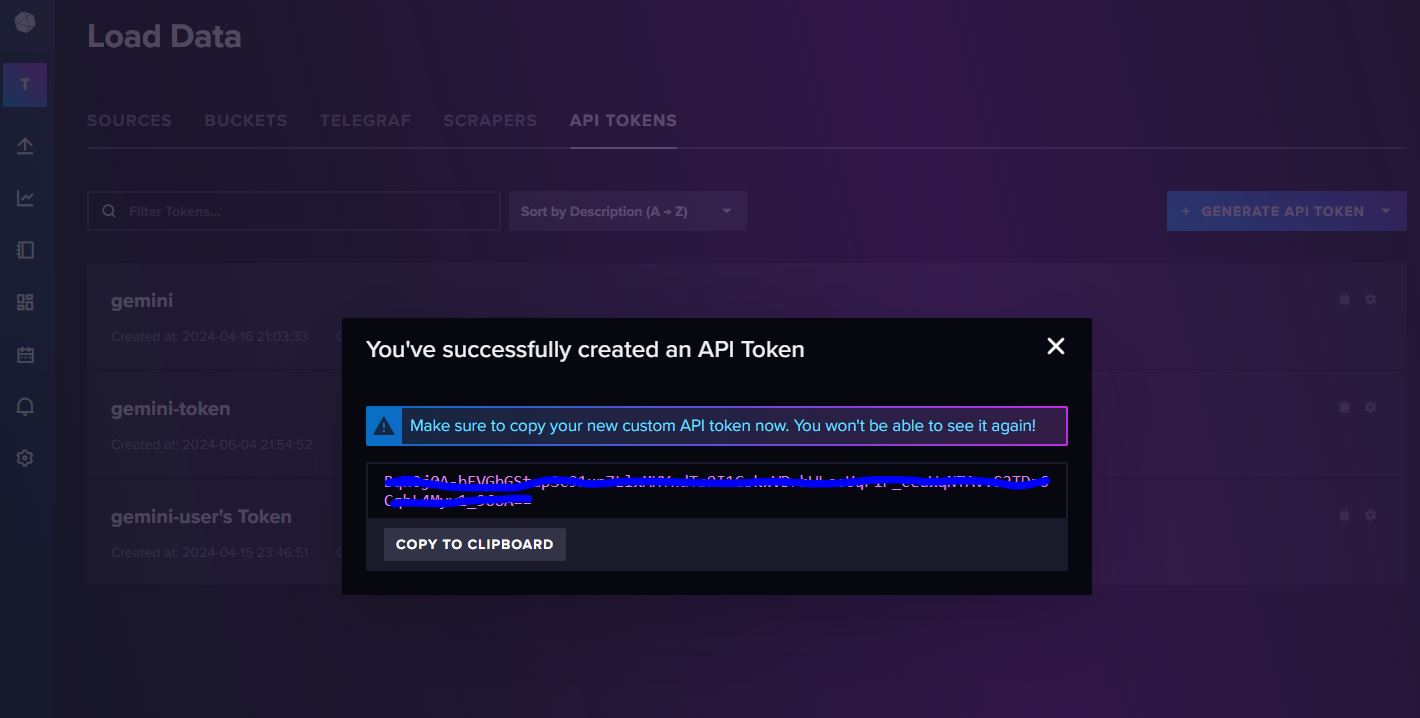 Load Data
T
SOURCES BUCKETS TELEGRAF SCRAPERS API TOKENS
Filter Tokens... Sort by Description (A → Z) + GENERATE API TOKEN
gemini
Created at: 2024-04-16 21:03:33
You've successfully created an API Token
Make sure to copy your new custom API token now. You won't be able to see it again!
gemini-token
Created at: 2024-06-04 21:54:52
gemini-user's Token
Created at: 2024-04-15 23:46:51
COPY TO CLIPBOARD